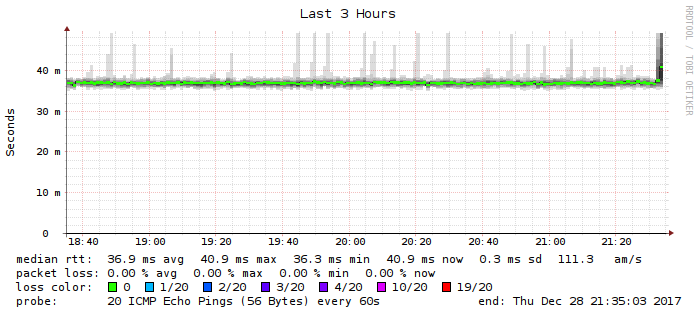 Last 3 Hours
RRDTOOL / TOBI OETIKER
Seconds
40 m
30 m
20 m
10 m
0
18:40 19:00 19:20 19:40 20:00 20:20 20:40 21:00 21:20
median rtt: 36.9 ms avg 40.9 ms max 36.3 ms min 40.9 ms now 0.3 ms sd 111.3 am/s
packet loss: 0.00 % avg 0.00 % max 0.00 % min 0.00 % now
loss color: 0 1/20 2/20 3/20 4/20 10/20 19/20
probe: 20 ICMP Echo Pings (56 Bytes) every 60s end: Thu Dec 28 21:35:03 2017